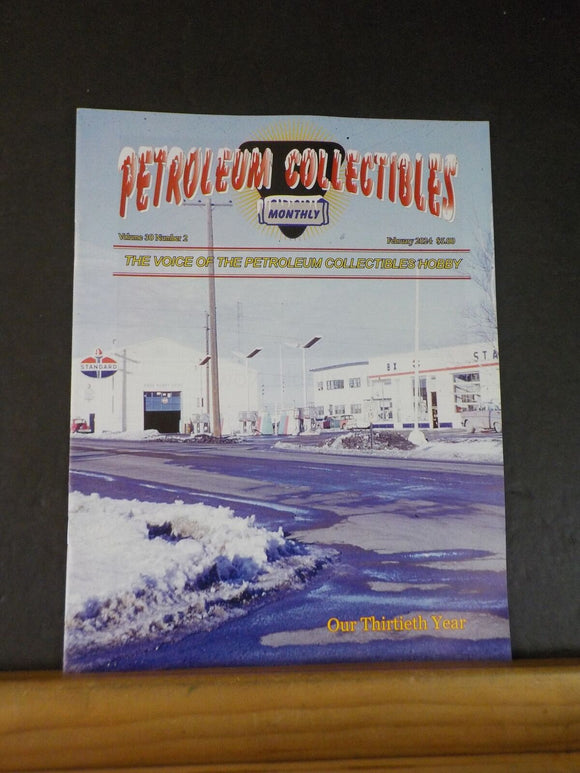 PETROLEUM COLLECTIBLES
MONTHLY
Volume 30 Number 2
February 2024 $6.00
THE VOICE OF THE PETROLEUM COLLECTIBLES HOBBY
STANDARD
STA
Our Thirtieth Year